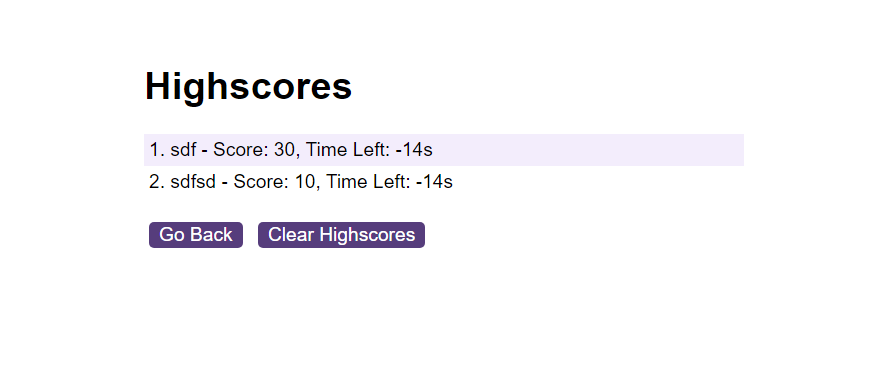 Highscores
1. sdf - Score: 30, Time Left: -14s
2. sdfsd - Score: 10, Time Left: -14s
Go Back Clear Highscores